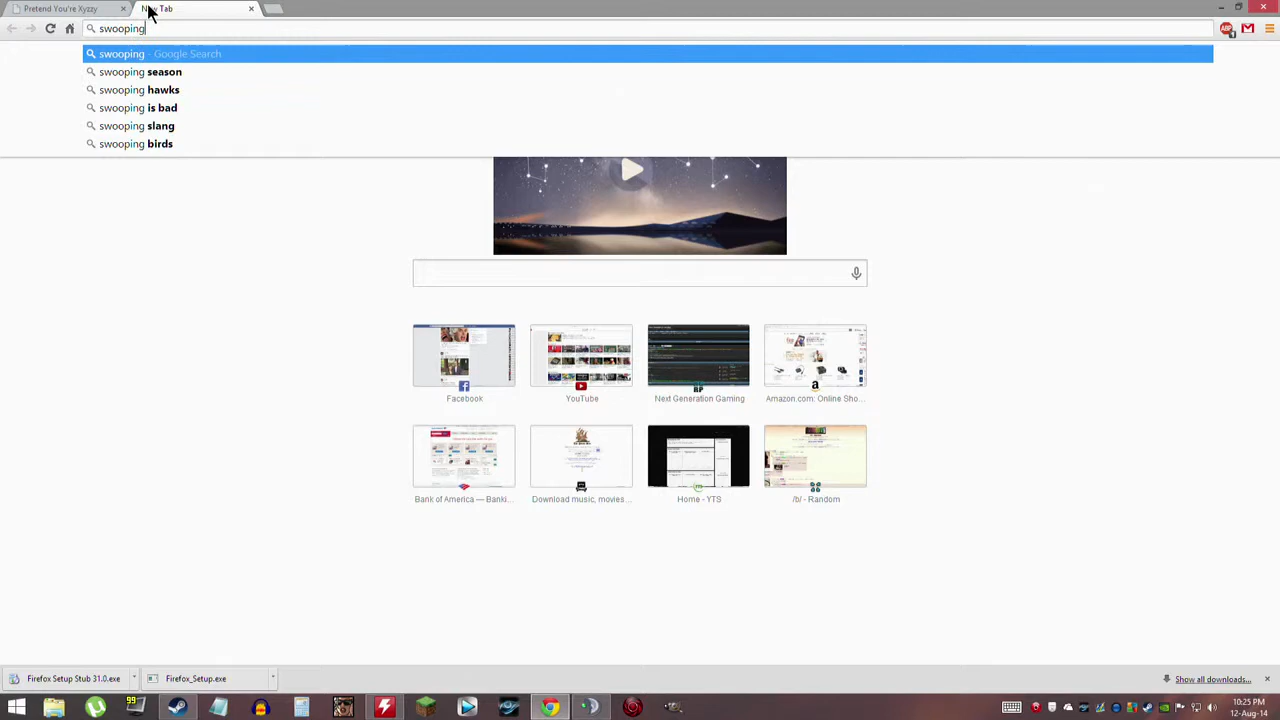 Pretend You're Xyzzy
New Tab
swooping
swooping - Google Search
swooping season
swooping hawks
swooping is bad
swooping slang
swooping birds
Facebook
YouTube
Next Generation Gaming
Amazon.com: Online Sho...
Bank of America — Banki...
Download music, movies...
Home - YTS
/b/ - Random
Firefox Setup Stub 31.0.exe
Firefox_Setup.exe
Show all downloads...
99
10:25 PM
12-Aug-14